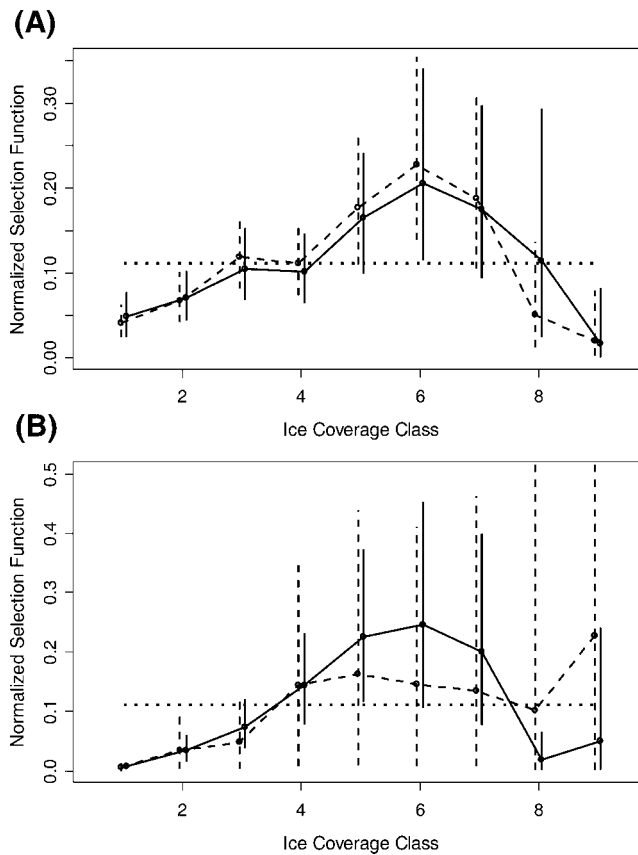 (A)
Normalized Selection Function
0.00 0.10 0.20 0.30
2 4 6 8
Ice Coverage Class
(B)
Normalized Selection Function
0.0 0.1 0.2 0.3 0.4 0.5
2 4 6 8
Ice Coverage Class